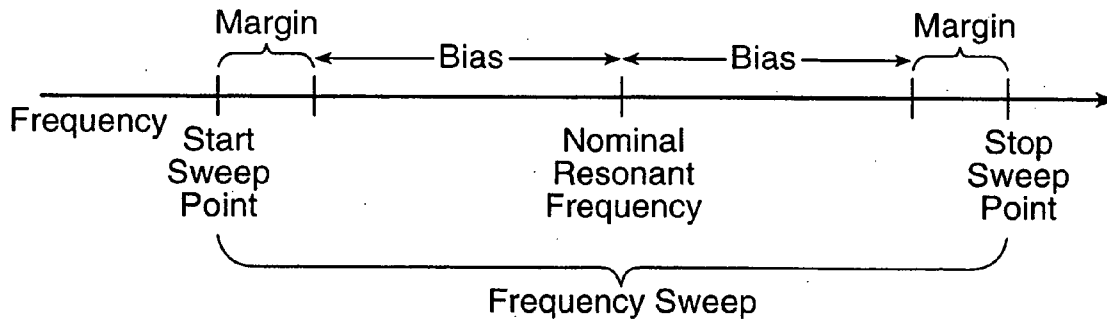 Margin
Margin
Bias
Bias
Frequency
Start
Sweep
Point
Nominal
Resonant
Frequency
Stop
Sweep
Point
Frequency Sweep